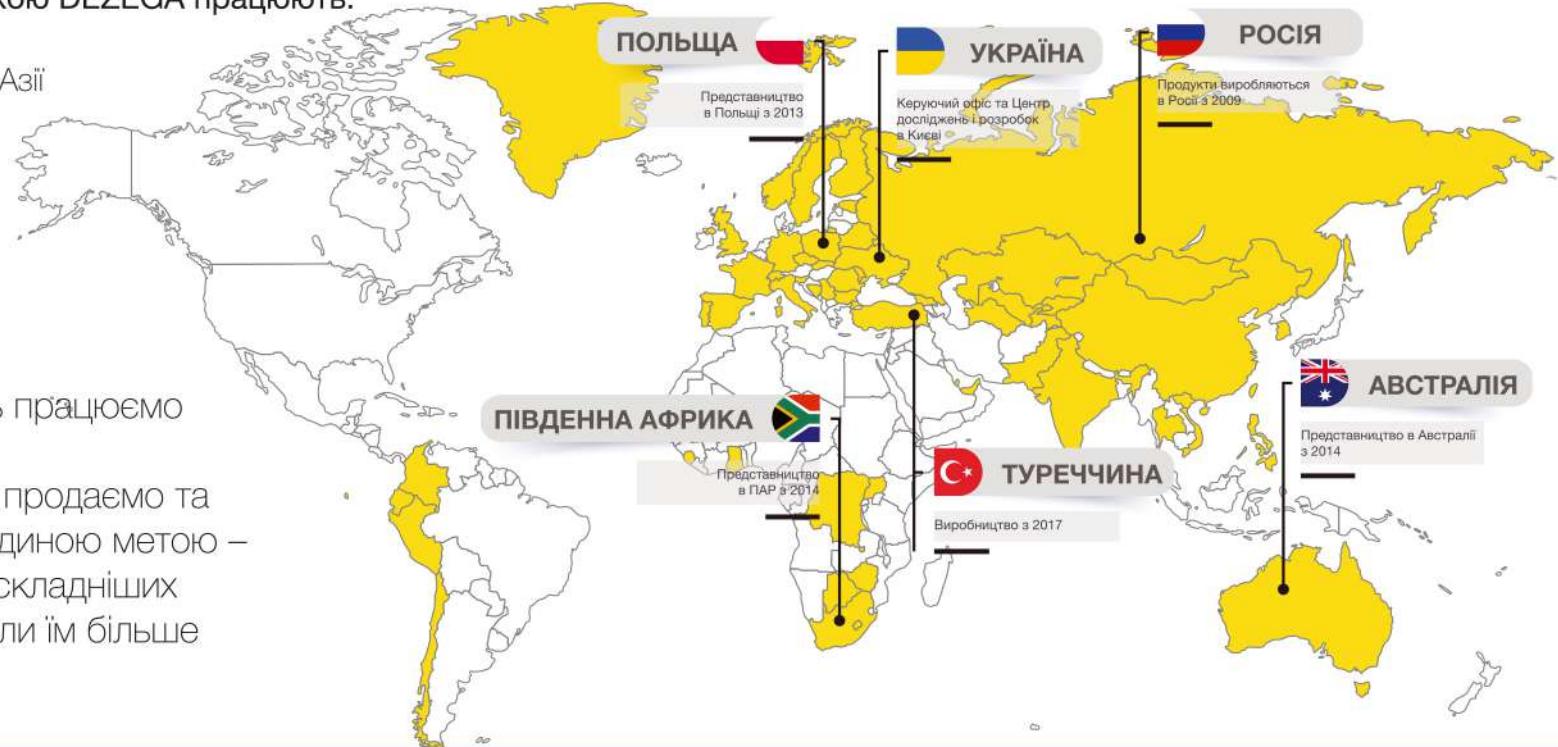 кою DEZEGA працюють:
Азії
працюємо
продаємо та
диною метою –
складніших
ли їм більше
ПОЛЬЩА
Представництво
в Польщі з 2013
УКРАЇНА
Керуючий офіс та Центр
досліджень і розробок
в Києві
РОСІЯ
Продукти виробляються
в Росії з 2009
ПІВДЕННА АФРИКА
Представництво
в ПАР з 2014
ТУРЕЧЧИНА
Виробництво з 2017
АВСТРАЛІЯ
Представництво в Австралії
з 2014